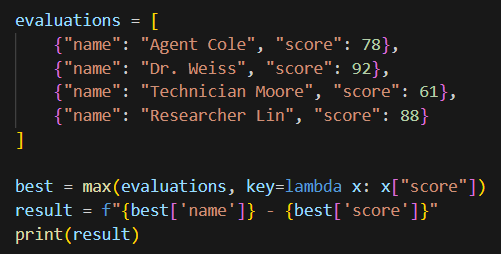 evaluations = [
    {"name": "Agent Cole", "score": 78},
    {"name": "Dr. Weiss", "score": 92},
    {"name": "Technician Moore", "score": 61},
    {"name": "Researcher Lin", "score": 88}
]

best = max(evaluations, key=lambda x: x["score"])
result = f"{best['name']} - {best['score']}"
print(result)